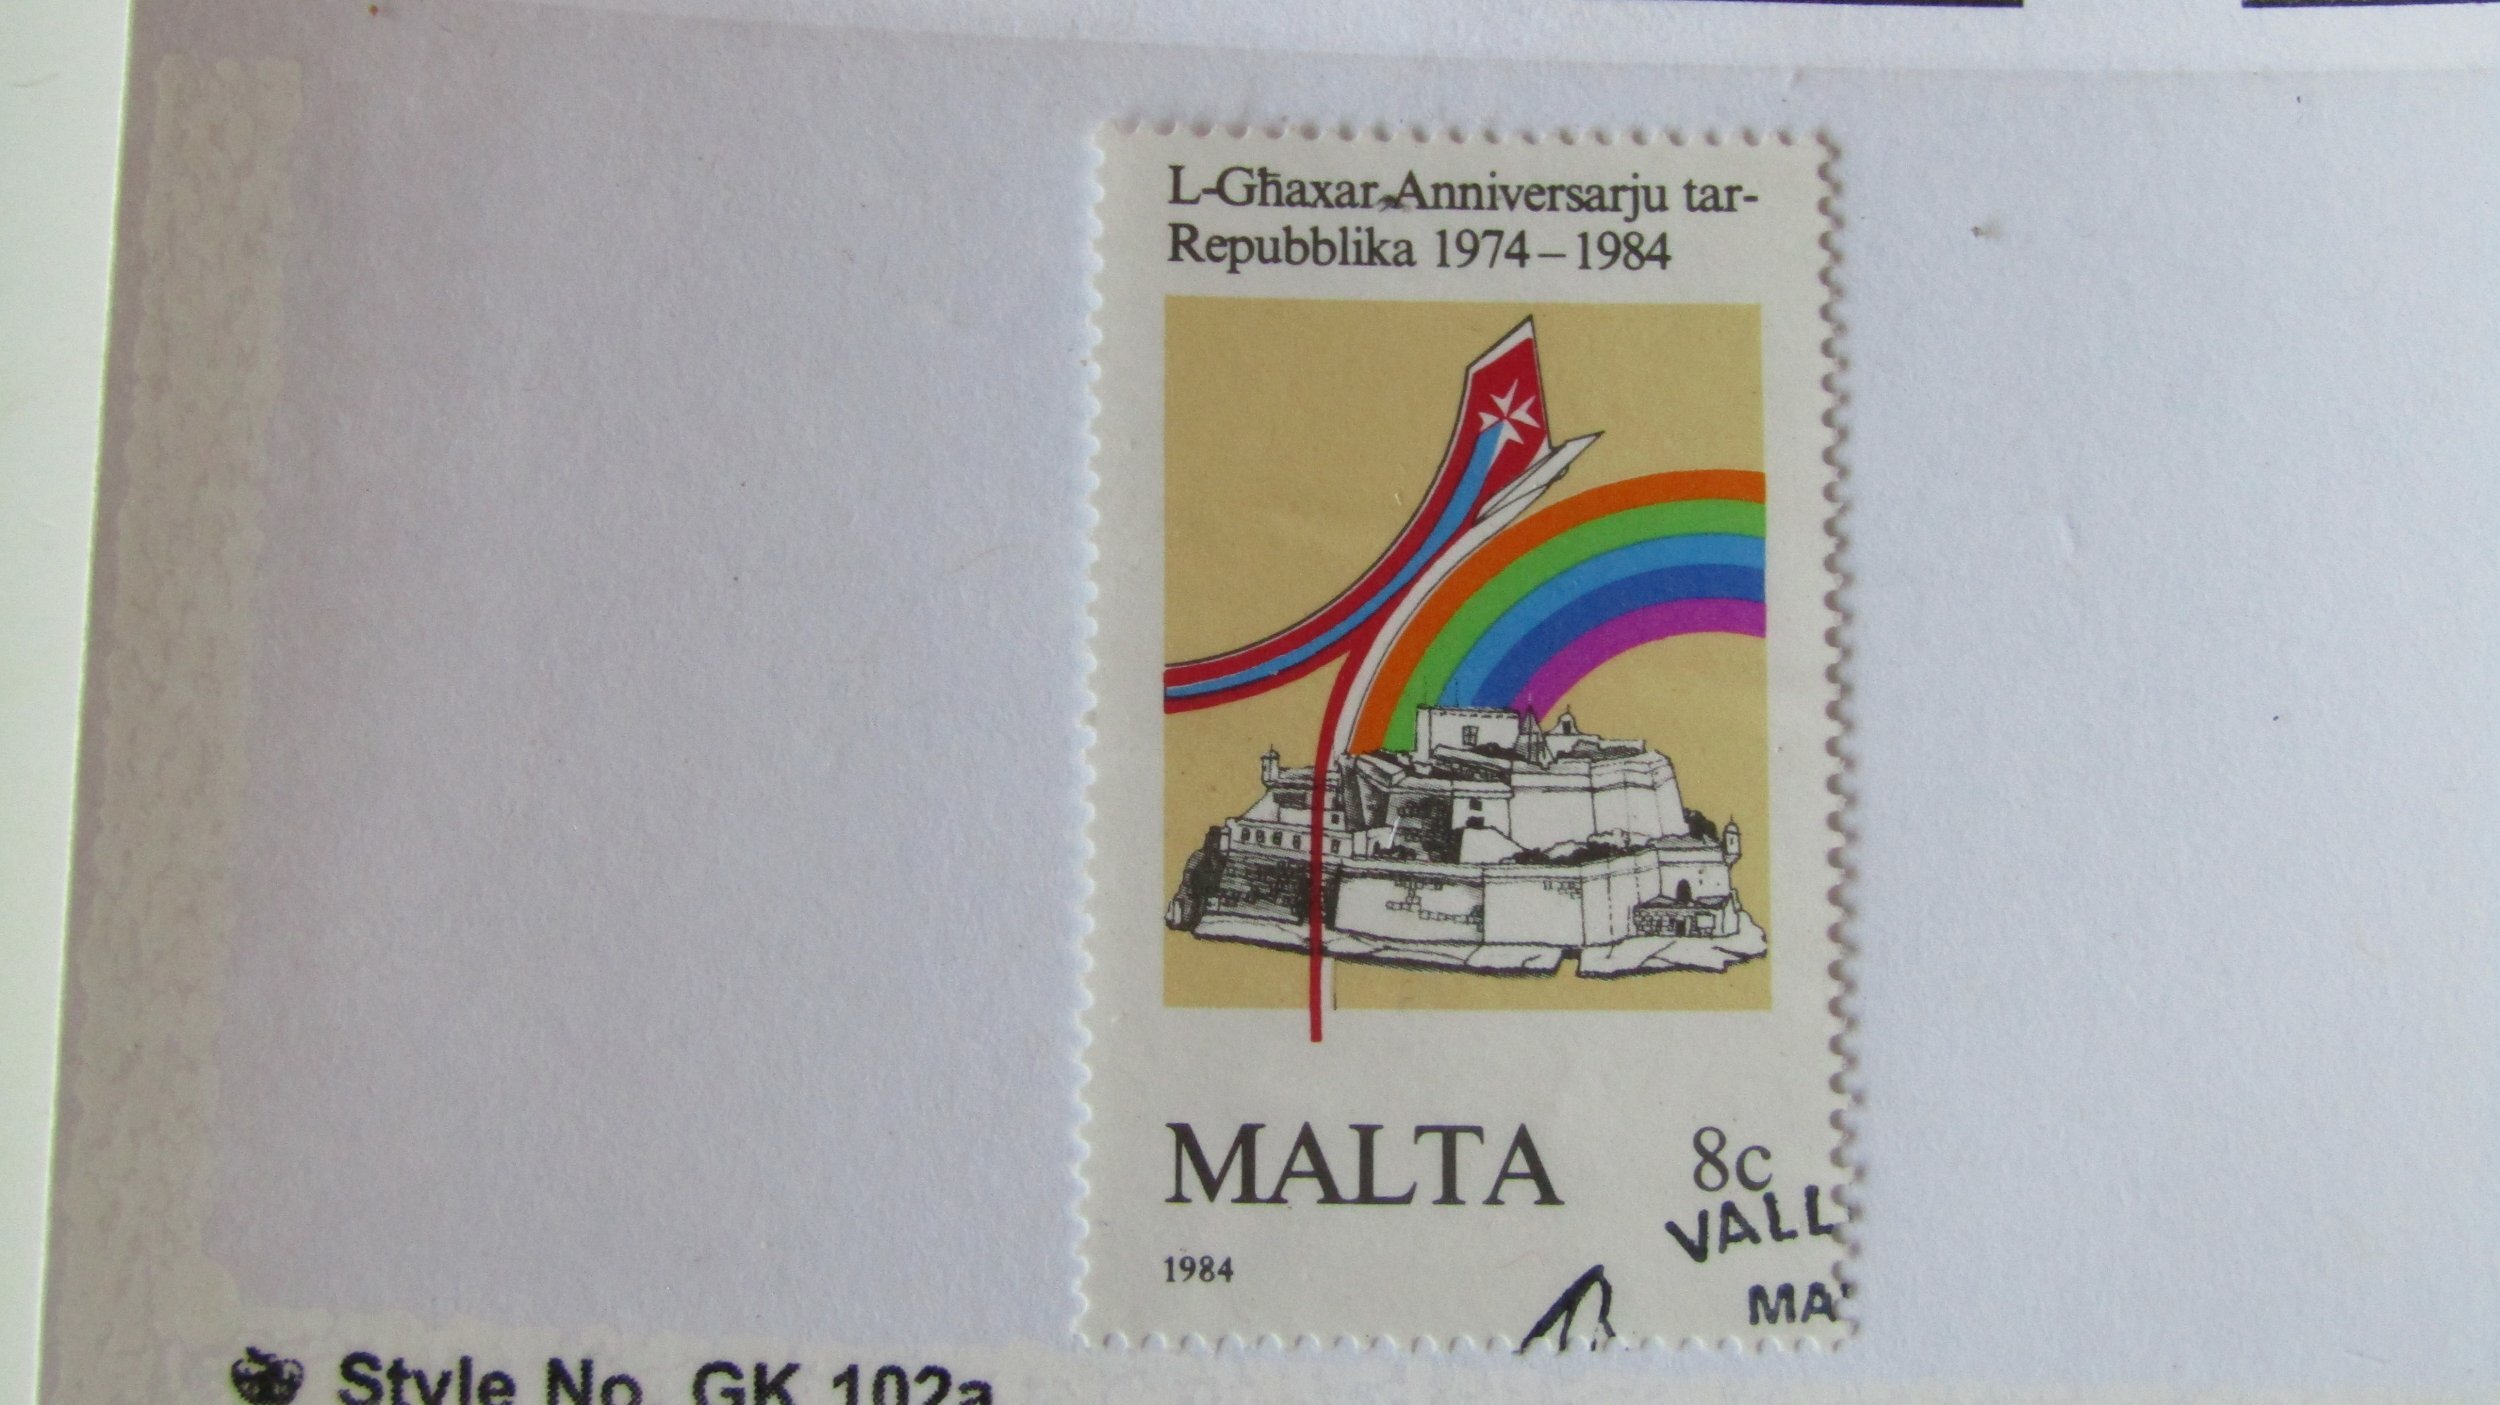 L-Għaxar Anniversarju tar-
Repubblika 1974–1984
MALTA 8c
VALL
1984
MA
Style No. GK 102a